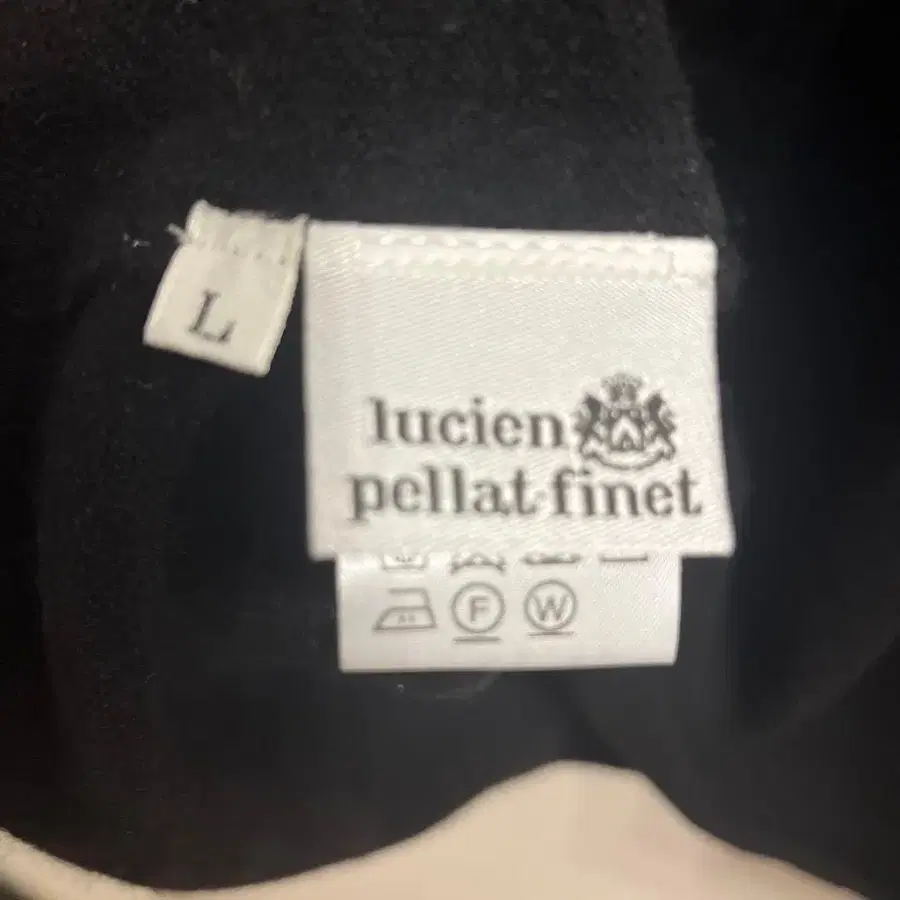 L
lucien
pellat-finet
F W